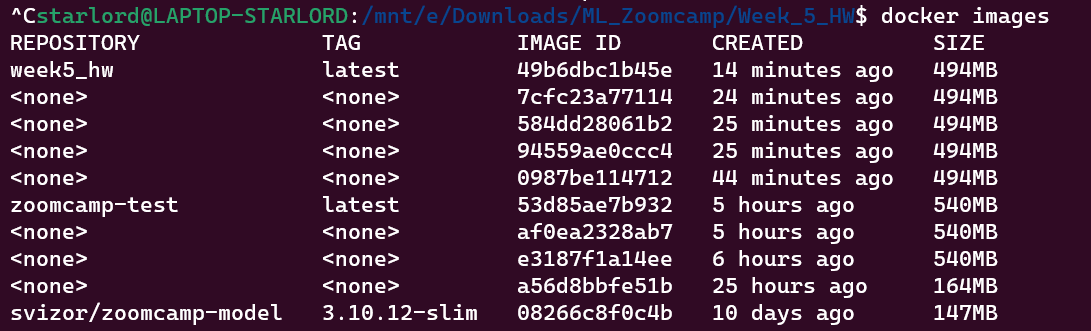 ^Cstarlord@LAPTOP-STARLORD:/mnt/e/Downloads/ML_Zoomcamp/Week_5_HW$ docker images
REPOSITORY TAG IMAGE ID CREATED SIZE
week5_hw latest 49b6dbc1b45e 14 minutes ago 494MB
<none> <none> 7cfc23a77114 24 minutes ago 494MB
<none> <none> 584dd28061b2 25 minutes ago 494MB
<none> <none> 94559ae0ccc4 25 minutes ago 494MB
<none> <none> 0987be114712 44 minutes ago 494MB
zoomcamp-test latest 53d85ae7b932 5 hours ago 540MB
<none> <none> af0ea2328ab7 5 hours ago 540MB
<none> <none> e3187f1a14ee 6 hours ago 540MB
<none> <none> a56d8bbfe51b 25 hours ago 164MB
svizor/zoomcamp-model 3.10.12-slim 08266c8f0c4b 10 days ago 147MB